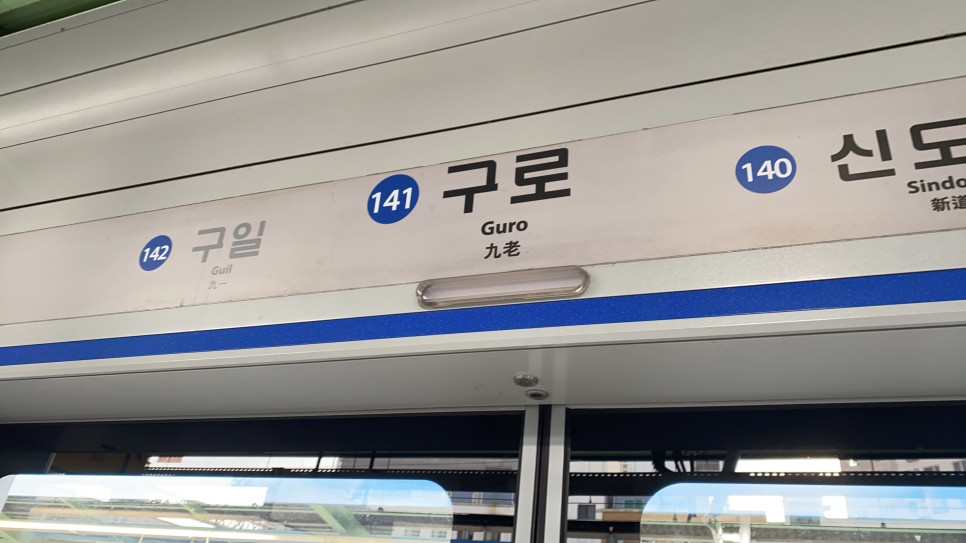 142 구일
Guil
九一
141 구로
Guro
九老
140 신도
Sindo
新道